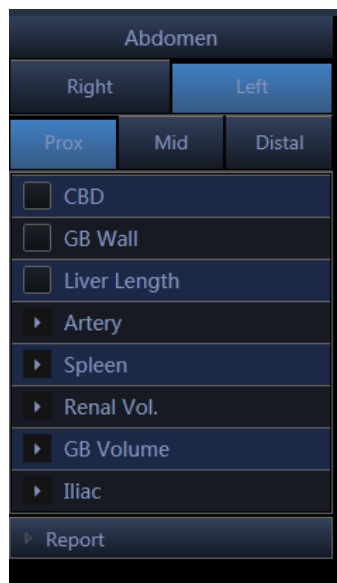 Abdomen
Right Left
Prox Mid Distal
CBD
GB Wall
Liver Length
Artery
Spleen
Renal Vol.
GB Volume
Iliac
Report